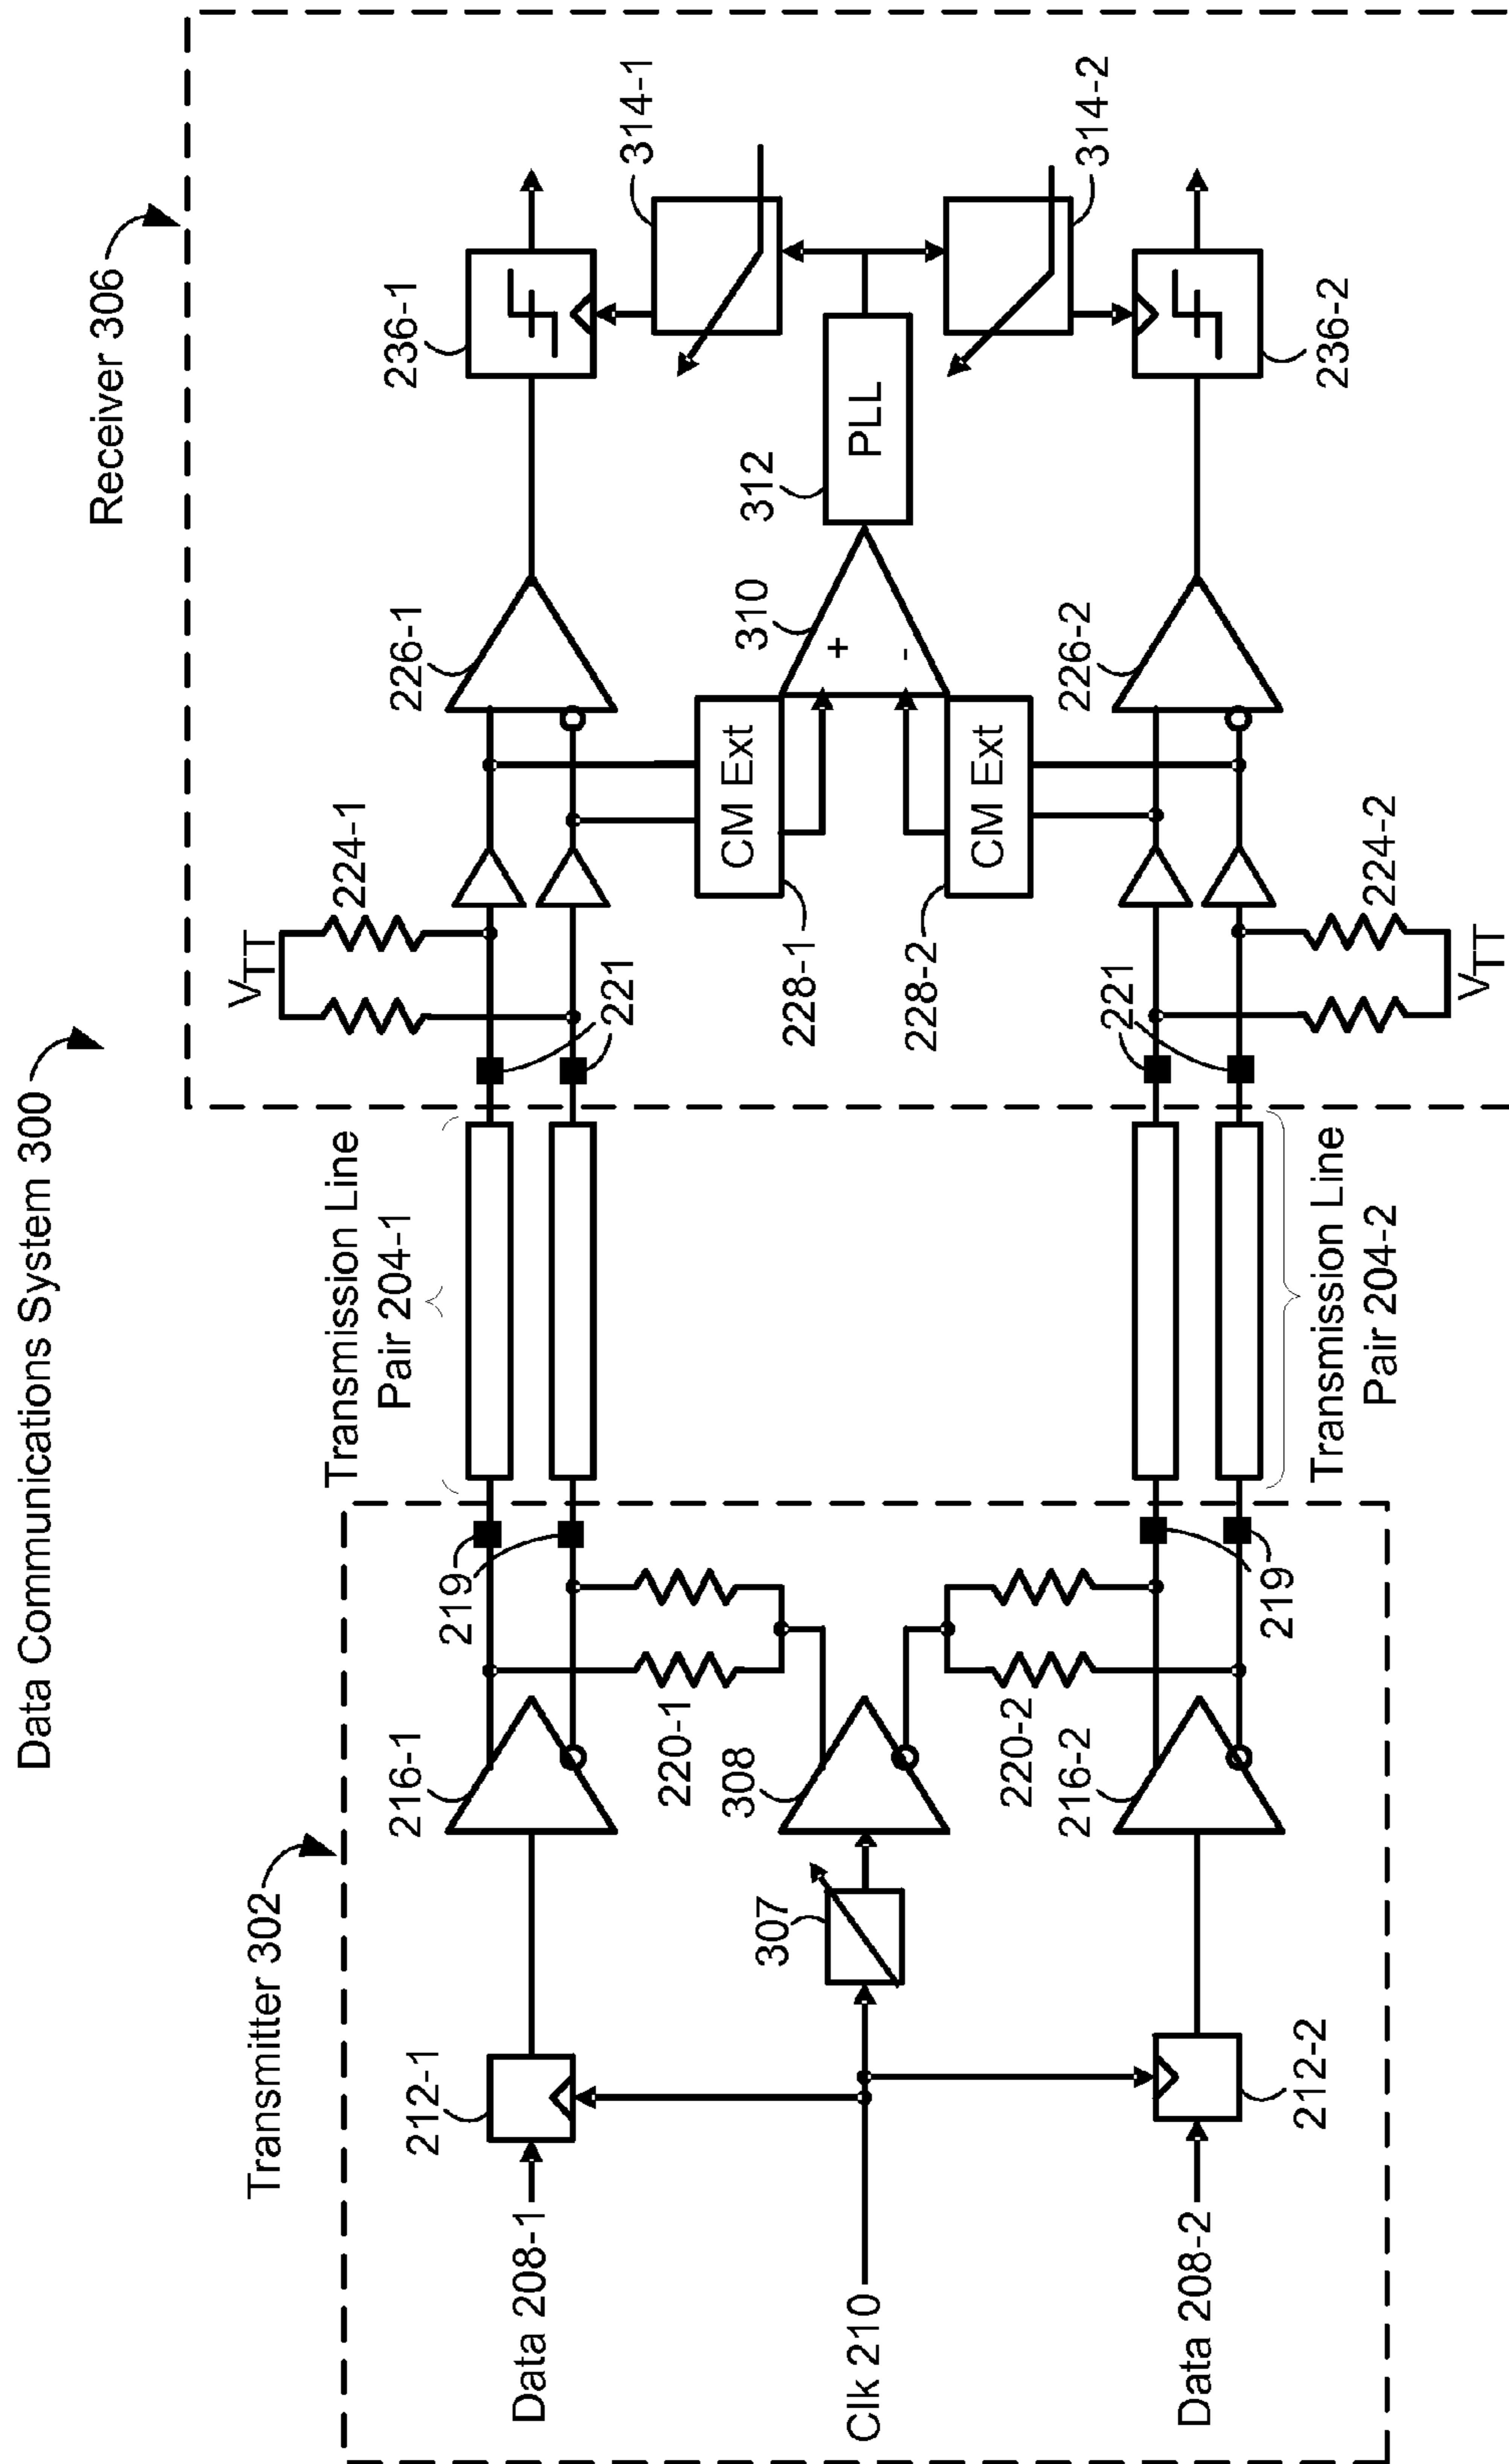 Data Communications System 300
Receiver 306
Transmitter 302
Transmission Line
Pair 204-1
Transmission Line
Pair 204-2
Data 208-1
Clk 210
Data 208-2
212-1
212-2
307
216-1
308
216-2
220-1
220-2
219
219
221
221
VTT
VTT
224-1
224-2
226-1
226-2
CM Ext
CM Ext
228-1
228-2
310
+
-
312
PLL
236-1
236-2
314-1
314-2